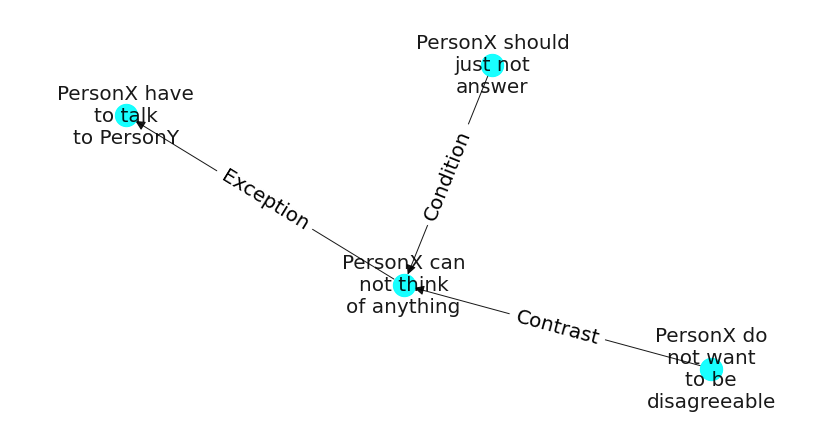 PersonX should
just not
answer
PersonX have
to talk
to PersonY
Condition
Exception
PersonX can
not think
of anything
Contrast
PersonX do
not want
to be
disagreeable